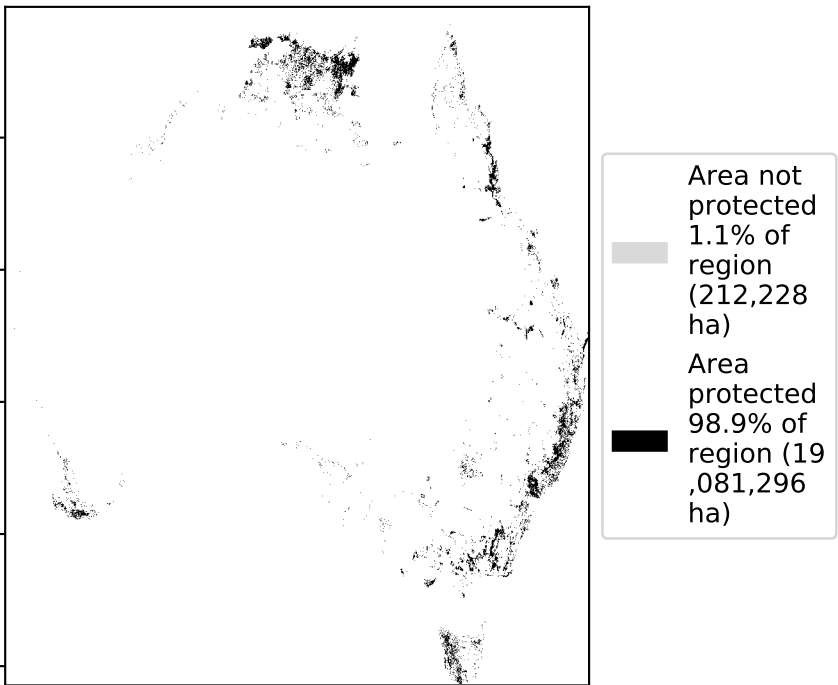 Area not
protected
1.1% of
region
(212,228
ha)
Area
protected
98.9% of
region (19
,081,296
ha)